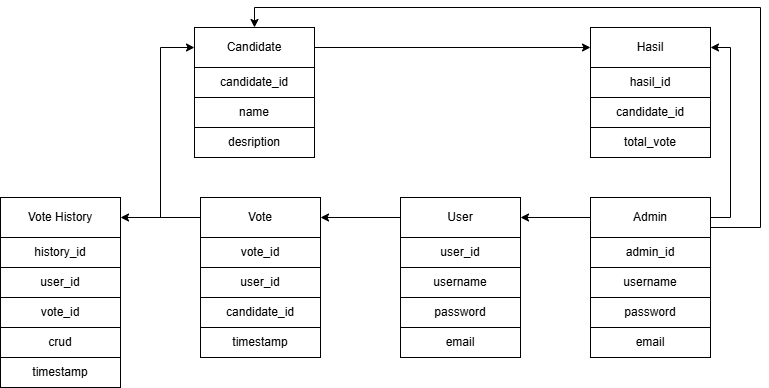 Candidate
candidate_id
name
desription
Hasil
hasil_id
candidate_id
total_vote
Vote History
history_id
user_id
vote_id
crud
timestamp
Vote
vote_id
user_id
candidate_id
timestamp
User
user_id
username
password
email
Admin
admin_id
username
password
email